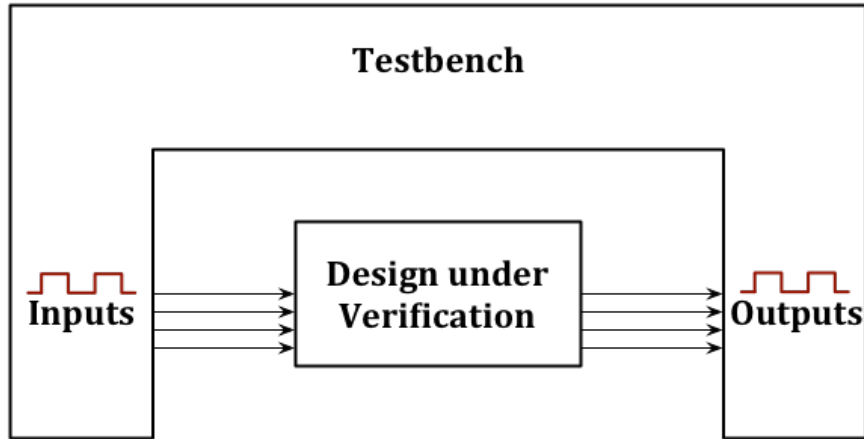 Testbench
Design under
Verification
Inputs
Outputs